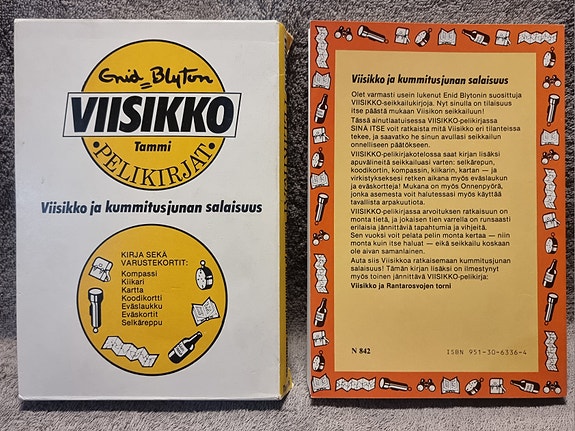 Enid Blyton
VIISIKKO
Tammi
• PELIKIRJAT •
Viisikko ja kummitusjunan salaisuus
KIRJA SEKÄ
VARUSTEKORTIT:
Kompassi
Kiikari
Kartta
Koodikortti
Eväslaukku
Eväskortit
Selkäreppu
Viisikko ja kummitusjunan salaisuus
Olet varmasti usein lukenut Enid Blytonin suosittuja
VIISIKKO-seikkailukirjoja. Nyt sinulla on tilaisuus
itse päästä mukaan Viisikon seikkailuun!
Tässä ainutlaatuisessa VIISIKKO-pelikirjassa
SINÄ ITSE voit ratkaista mitä Viisikko eri tilanteissa
tekee, ja saavatko he sinun avullasi seikkailun
onnelliseen päätökseen.
VIISIKKO-pelikirjakotelossa saat kirjan lisäksi
apuvälineitä seikkailuasi varten: selkärepun,
koodikortin, kompassin, kiikarin, kartan — ja
virkistykseksesi retken aikana myös eväslaukun
ja eväskortteja! Mukana on myös Onnenpyörä,
jonka asemesta voit halutessasi myös käyttää
tavallista arpakuutiota.
VIISIKKO-pelikirjassa arvoituksen ratkaisuun on
monta tietä, ja jokaisen tien varrella on runsaasti
erilaisia jännittäviä tapahtumia ja vihjeitä.
Sen vuoksi voit pelata pelin monta kertaa — niin
monta kuin itse haluat — eikä seikkailu koskaan
ole aivan samanlainen.
Auta siis Viisikkoa ratkaisemaan kummitusjunan
salaisuus! Tämän kirjan lisäksi on ilmestynyt
myös toinen jännittävä VIISIKKO-pelikirja:
Viisikko ja Rantarosvojen torni
N 842
ISBN 951-30-6336-4